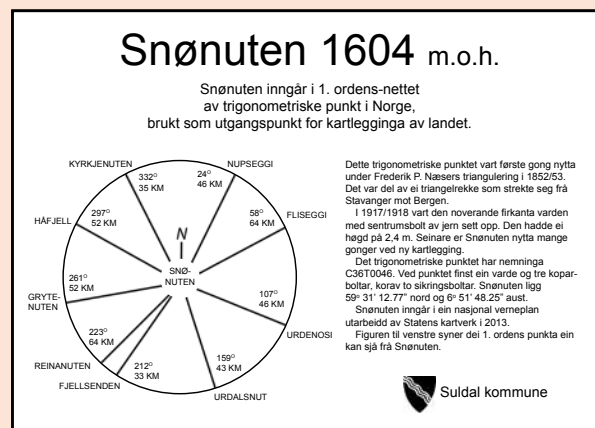 Snønuten 1604 m.o.h.
Snønuten inngår i 1. ordens-nettet
av trigonometriske punkt i Norge,
brukt som utgangspunkt for kartlegginga av landet.
KYRKJENUTEN
332° 35 KM
24° 46 KM
NUPSEGGI
HÅFJELL
297° 52 KM
58° 64 KM
FLISEGGI
N
SNØ-
NUTEN
261° 52 KM
GRYTE-
NUTEN
107° 46 KM
URDENOSI
223° 64 KM
REINANUTEN
FJELLSENDEN
212° 33 KM
159° 43 KM
URDALSNUT
Dette trigonometriske punktet vart første gong nytta
under Frederik P. Næsers triangulering i 1852/53.
Det var del av ei triangelrekke som strekte seg frå
Stavanger mot Bergen.
I 1917/1918 vart den noverande firkanta varden
med sentrumsbolt av jern sett opp. Den hadde ei
høgd på 2,4 m. Seinare er Snønuten nytta mange
gonger ved ny kartlegging.
Det trigonometriske punktet har nemninga
C36T0046. Ved punktet finst ein varde og tre kopar-
boltar, korav to sikringsboltar. Snønuten ligg
59° 31' 12.77" nord og 6° 51' 48.25" aust.
Snønuten inngår i ein nasjonal verneplan
utarbeidd av Statens kartverk i 2013.
Figuren til venstre syner dei 1. ordens punkta ein
kan sjå frå Snønuten.
Suldal kommune